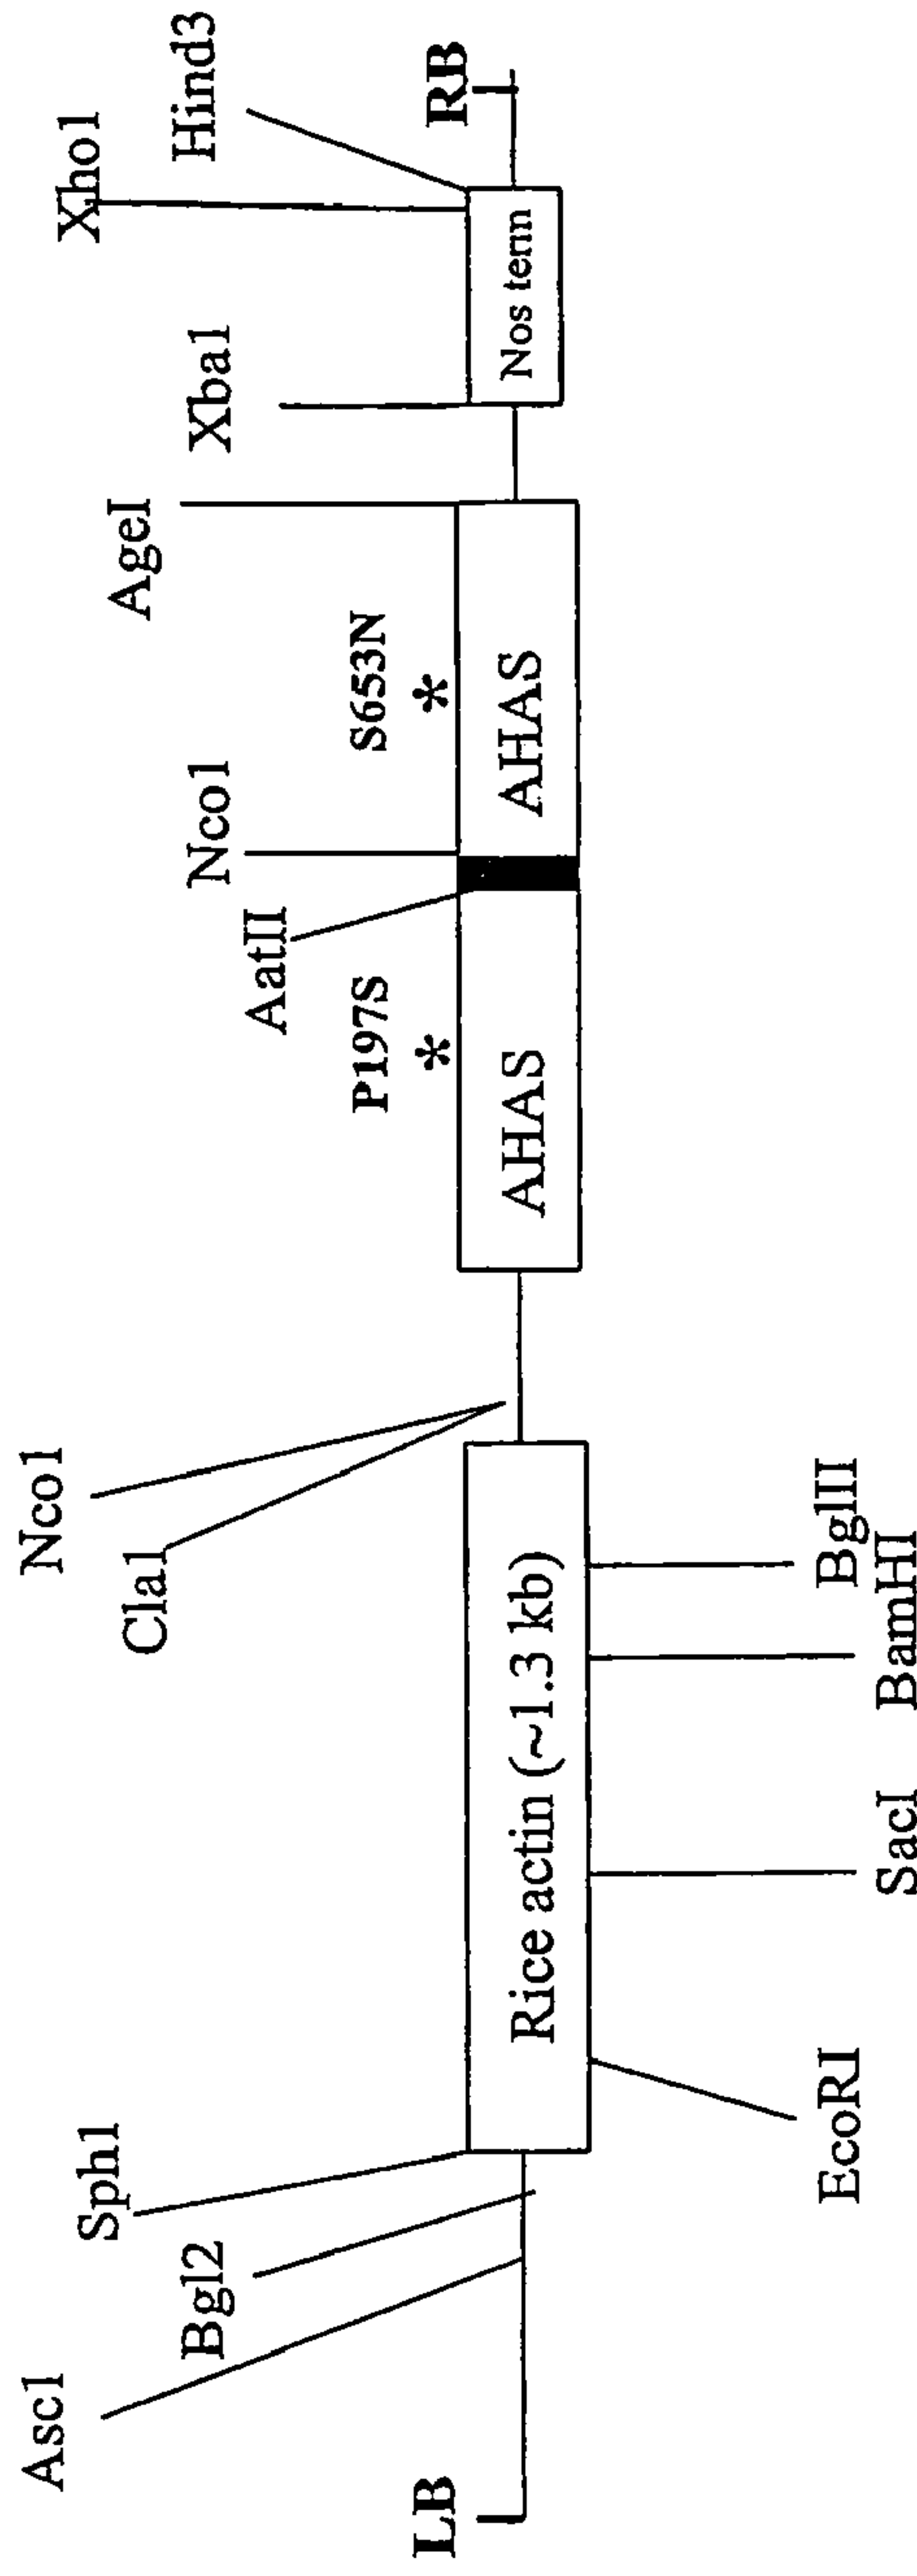 LB
Asc1
Bgl2
Sph1
EcoRI
Rice actin (~1.3 kb)
SacI
BamHI
BglII
Cla1
Nco1
AHAS
P197S
*
AatII
Nco1
AHAS
S653N
*
AgeI
Xba1
Nos term
Xho1
Hind3
RB